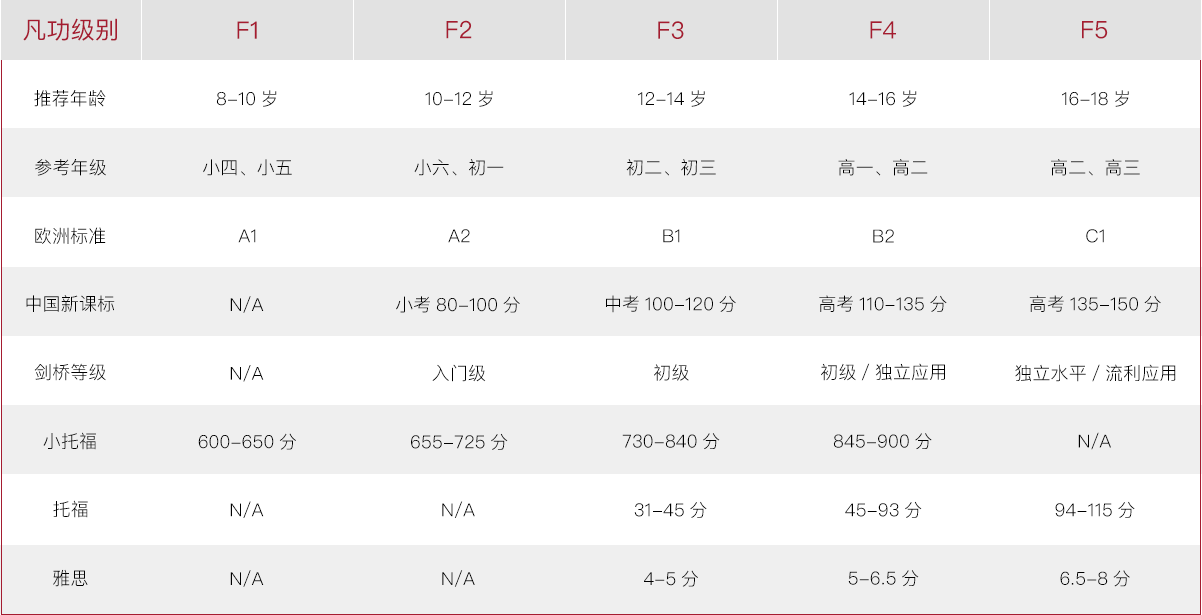 凡功级别 F1 F2 F3 F4 F5
推荐年龄 8–10 岁 10–12 岁 12–14 岁 14–16 岁 16–18 岁
参考年级 小四、小五 小六、初一 初二、初三 高一、高二 高二、高三
欧洲标准 A1 A2 B1 B2 C1
中国新课标 N/A 小考 80–100 分 中考 100–120 分 高考 110–135 分 高考 135–150 分
剑桥等级 N/A 入门级 初级 初级 / 独立应用 独立水平 / 流利应用
小托福 600–650 分 655–725 分 730–840 分 845–900 分 N/A
托福 N/A N/A 31–45 分 45–93 分 94–115 分
雅思 N/A N/A 4–5 分 5–6.5 分 6.5–8 分